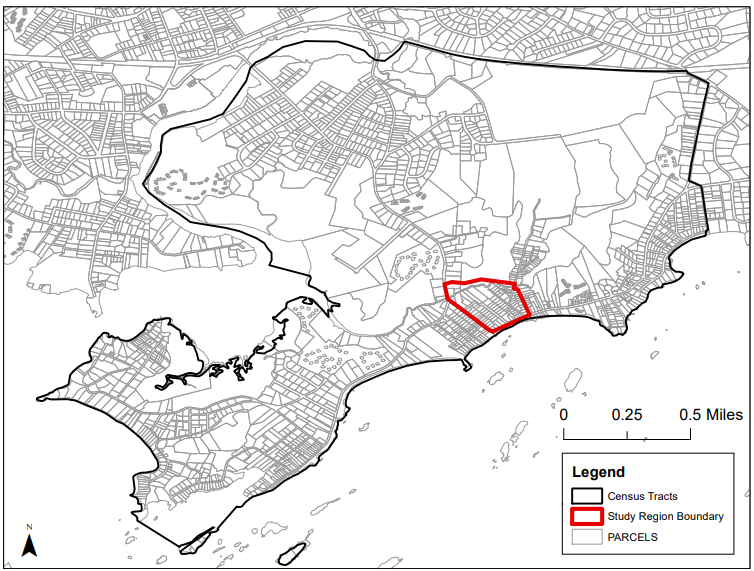 0 0.25 0.5 Miles
Legend
Census Tracts
Study Region Boundary
PARCELS
N